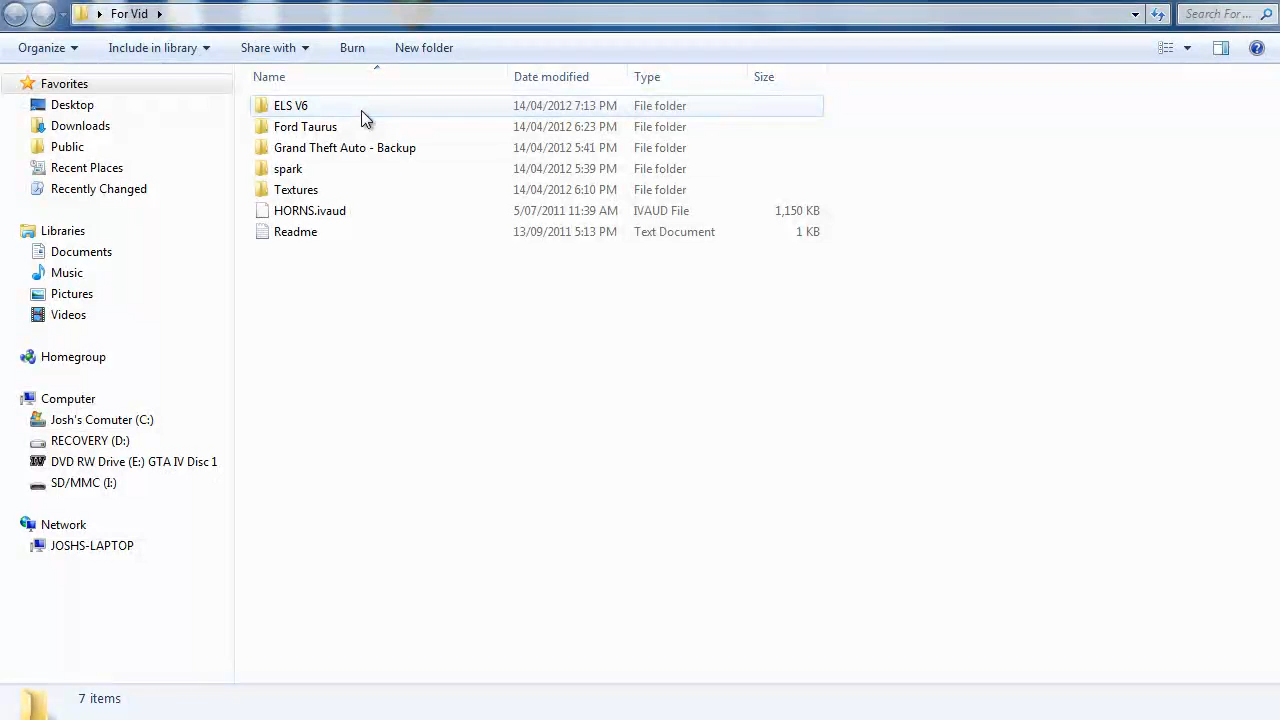 For Vid
Search For ...
Organize Include in library Share with Burn New folder
Name Date modified Type Size
Favorites
Desktop
Downloads
Public
Recent Places
Recently Changed
Libraries
Documents
Music
Pictures
Videos
Homegroup
Computer
Josh's Comuter (C:)
RECOVERY (D:)
DVD RW Drive (E:) GTA IV Disc 1
SD/MMC (I:)
Network
JOSHS-LAPTOP
ELS V6 14/04/2012 7:13 PM File folder
Ford Taurus 14/04/2012 6:23 PM File folder
Grand Theft Auto - Backup 14/04/2012 5:41 PM File folder
spark 14/04/2012 5:39 PM File folder
Textures 14/04/2012 6:10 PM File folder
HORNS.ivaud 5/07/2011 11:39 AM IVAUD File 1,150 KB
Readme 13/09/2011 5:13 PM Text Document 1 KB
7 items